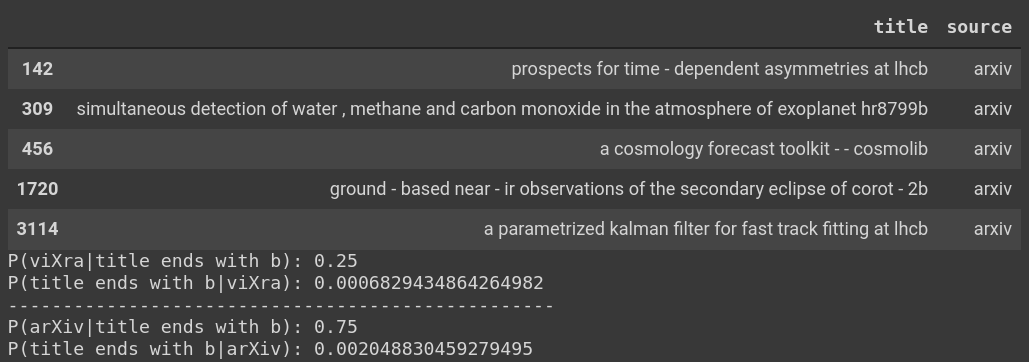 title source
142 prospects for time - dependent asymmetries at lhcb arxiv
309 simultaneous detection of water , methane and carbon monoxide in the atmosphere of exoplanet hr8799b arxiv
456 a cosmology forecast toolkit - - cosmolib arxiv
1720 ground - based near - ir observations of the secondary eclipse of corot - 2b arxiv
3114 a parametrized kalman filter for fast track fitting at lhcb arxiv
P(viXra|title ends with b): 0.25
P(title ends with b|viXra): 0.0006829434864264982
--------------------------------------------------
P(arXiv|title ends with b): 0.75
P(title ends with b|arXiv): 0.002048830459279495